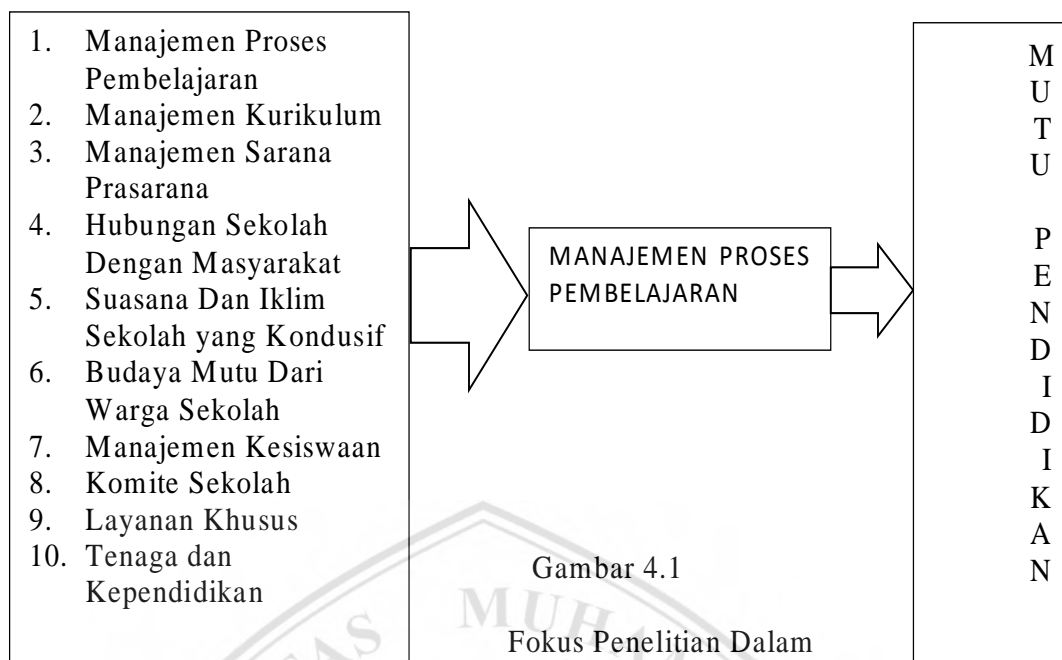 1. Manajemen Proses
Pembelajaran
2. Manajemen Kurikulum
3. Manajemen Sarana
Prasarana
4. Hubungan Sekolah
Dengan Masyarakat
5. Suasana Dan Iklim
Sekolah yang Kondusif
6. Budaya Mutu Dari
Warga Sekolah
7. Manajemen Kesiswaan
8. Komite Sekolah
9. Layanan Khusus
10. Tenaga dan
Kependidikan
MANAJEMEN PROSES
PEMBELAJARAN
M
U
T
U
P
E
N
D
I
D
I
K
A
N
Gambar 4.1
Fokus Penelitian Dalam